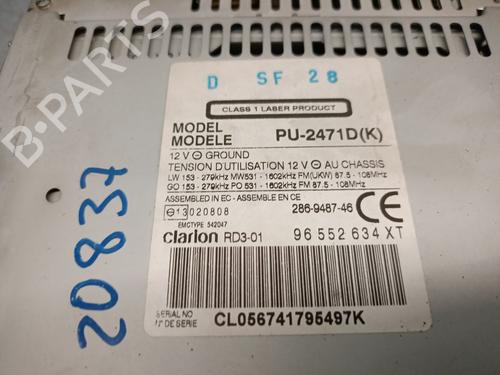 D SF 28
CLASS 1 LASER PRODUCT
MODEL
MODELE PU-2471D(K)
12 V ⊖ GROUND
TENSION D'UTILISATION 12 V ⊖ AU CHASSIS
LW 153 - 279kHz MW531 - 1602kHz FM(UKW) 87.5 - 108MHz
GO 153 - 279kHz PO 531 - 1602kHz FM 87.5 - 108MHz
ASSEMBLED IN EC - ASSEMBLE EN CE
e13 020808 286-9487-46 CE
EMCTYPE 542047
Clarion RD3-01 96 552 634 XT
SERIAL NO
N° DE SERIE CL056741795497K
20837
B-PARTS